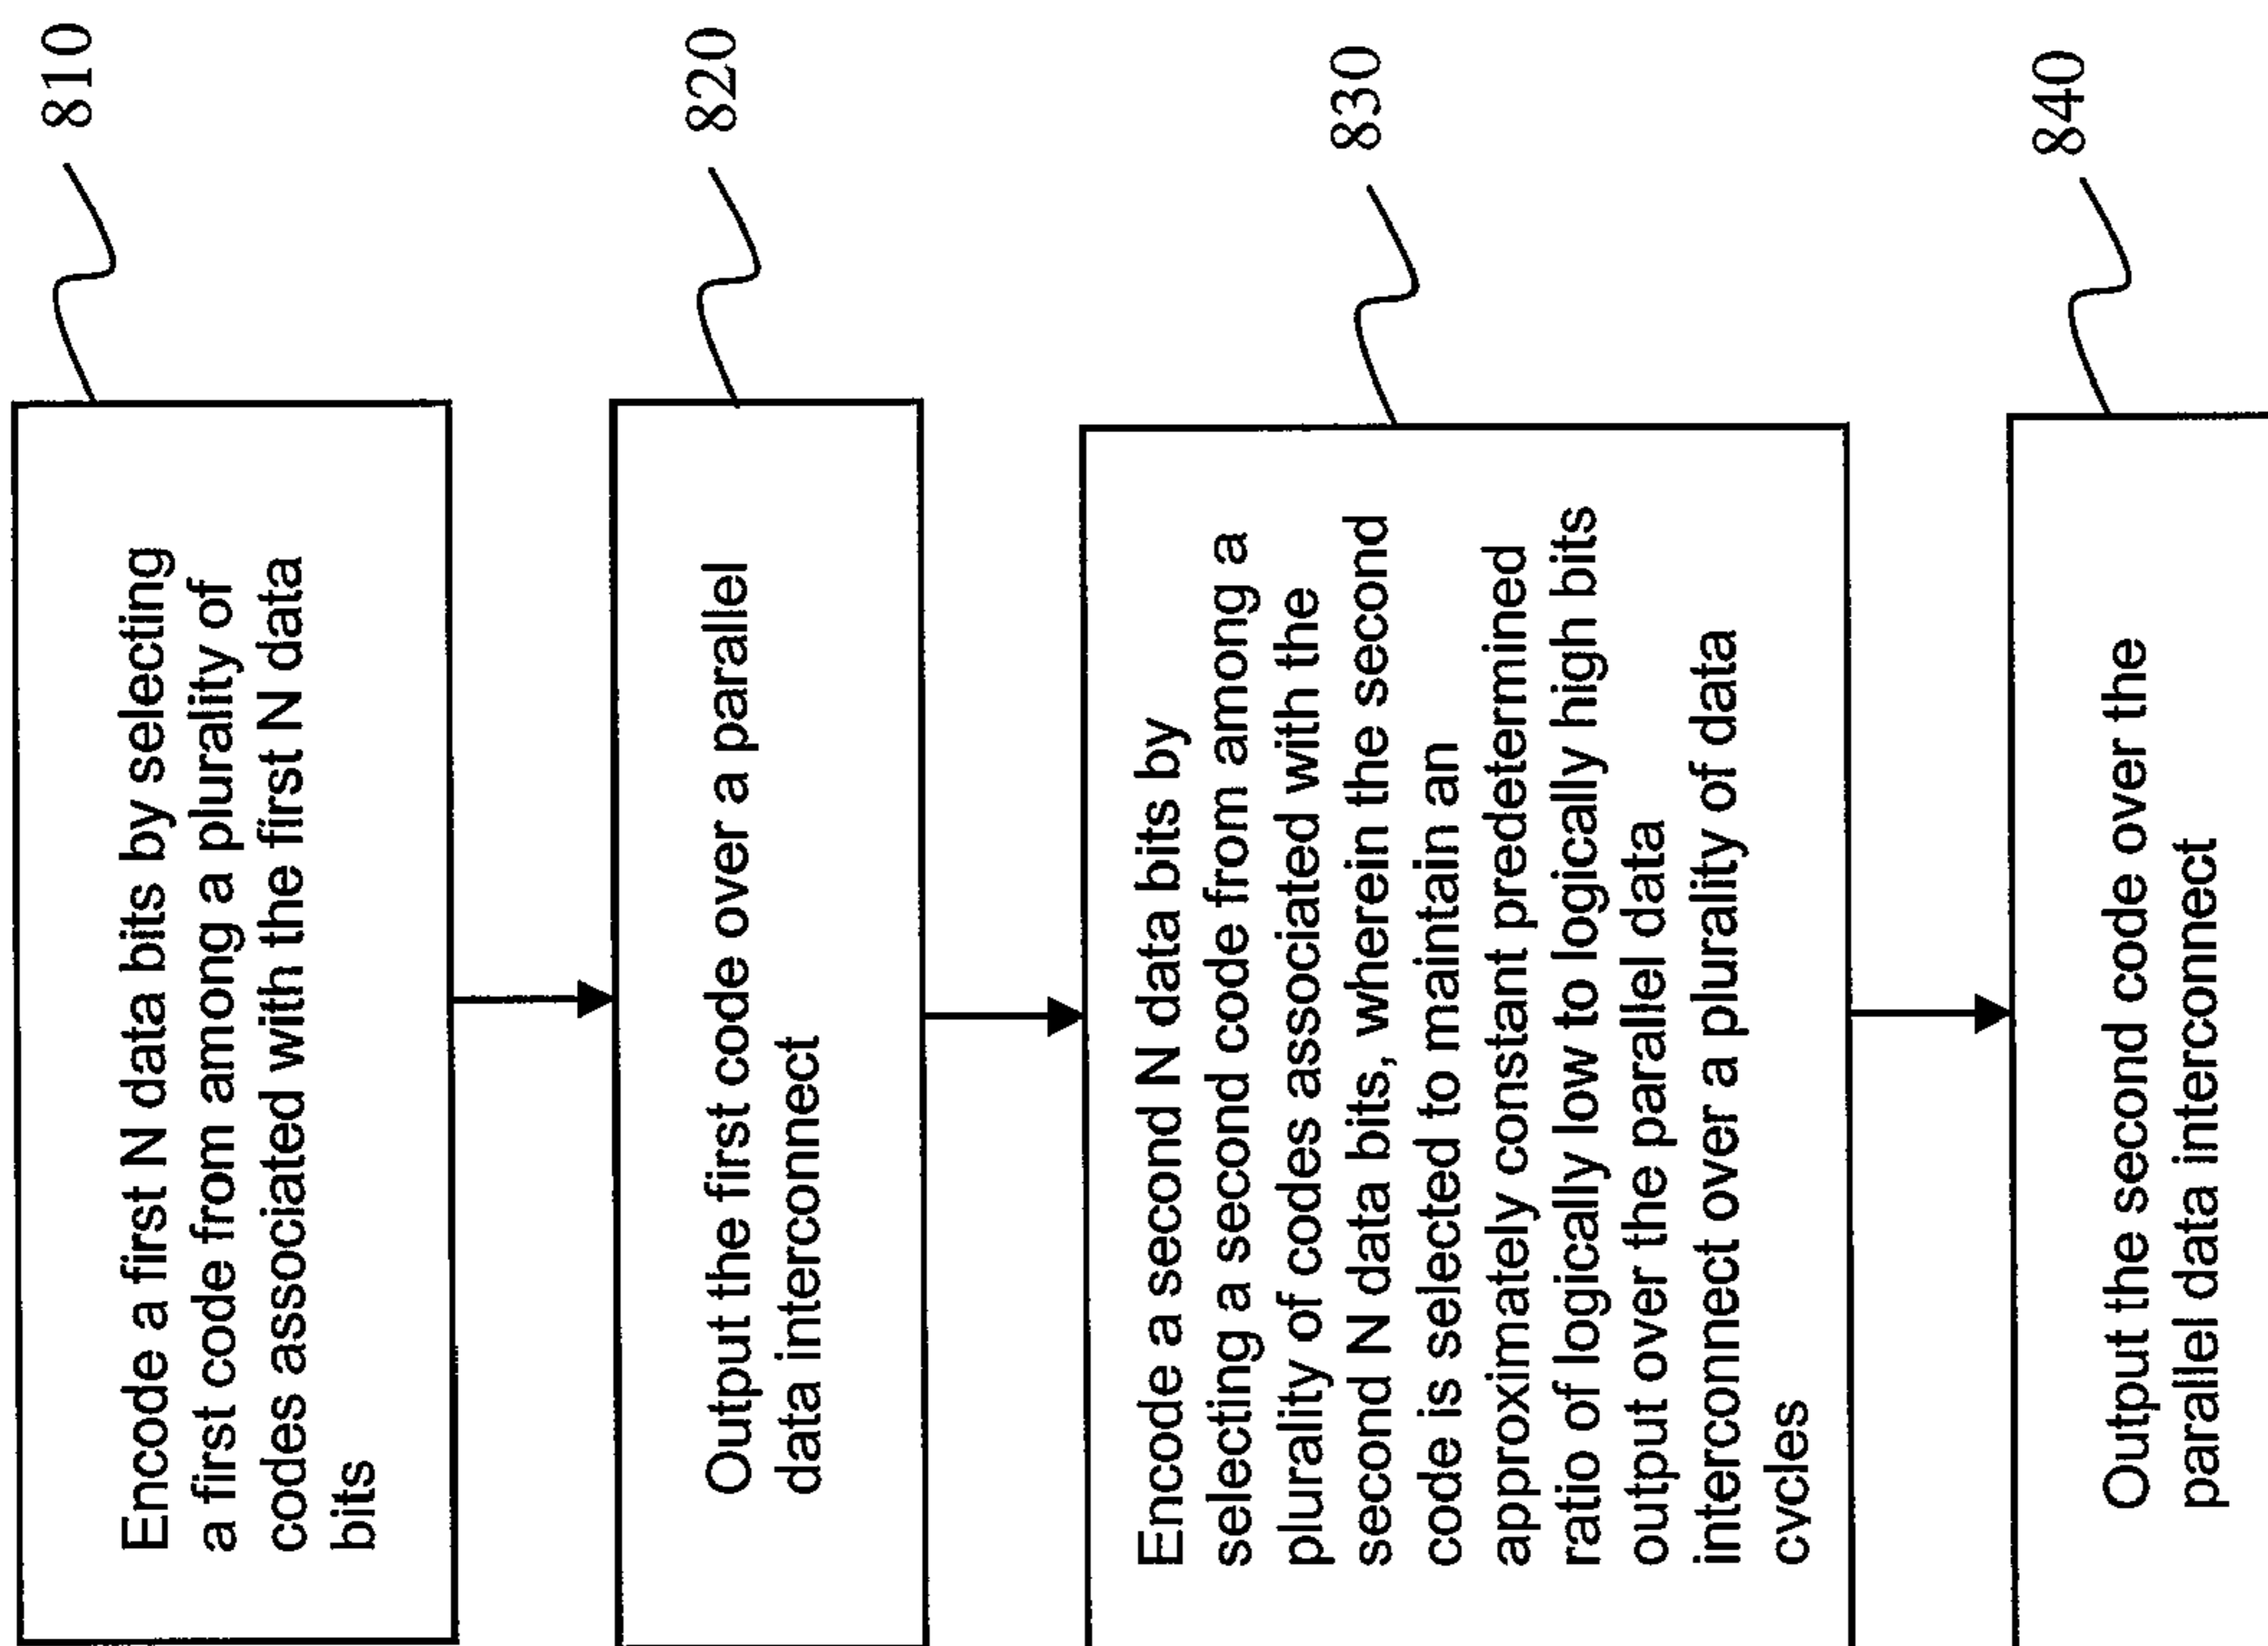 810
Encode a first N data bits by selecting
a first code from among a plurality of
codes associated with the first N data
bits
820
Output the first code over a parallel
data interconnect
830
Encode a second N data bits by
selecting a second code from among a
plurality of codes associated with the
second N data bits, wherein the second
code is selected to maintain an
approximately constant predetermined
ratio of logically low to logically high bits
output over the parallel data
interconnect over a plurality of data
cycles
840
Output the second code over the
parallel data interconnect